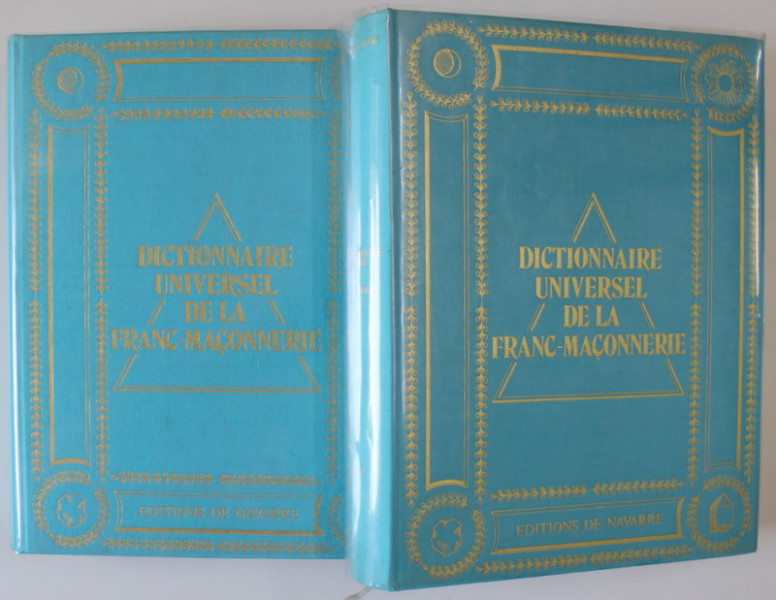 DICTIONNAIRE
UNIVERSEL
DE LA
FRANC-MAÇONNERIE
EDITIONS DE NAVARRE
DICTIONNAIRE
UNIVERSEL
DE LA
FRANC-MAÇONNERIE
EDITIONS DE NAVARRE